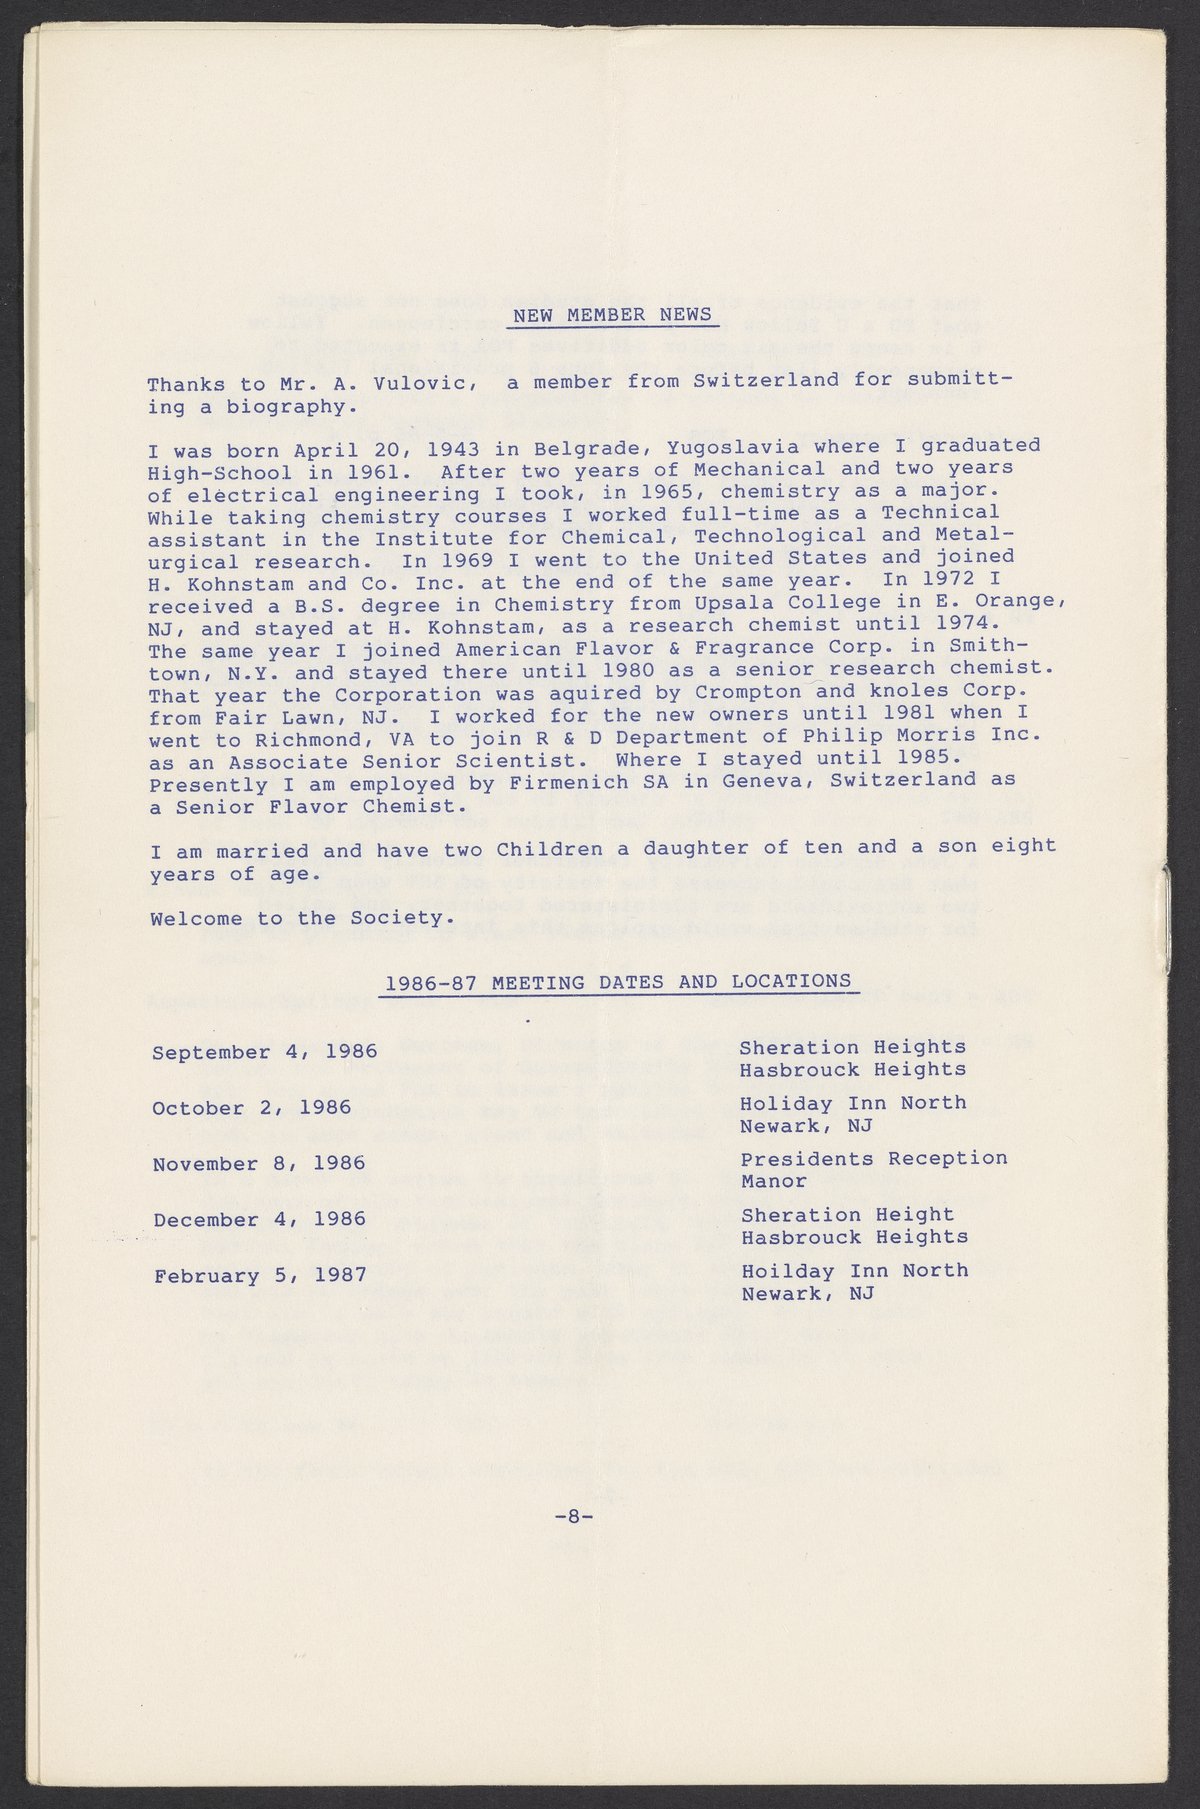 NEW MEMBER NEWS
Thanks to Mr. A. Vulovic, a member from Switzerland for submitt-
ing a biography.
I was born April 20, 1943 in Belgrade, Yugoslavia where I graduated
High-School in 1961. After two years of Mechanical and two years
of electrical engineering I took, in 1965, chemistry as a major.
While taking chemistry courses I worked full-time as a Technical
assistant in the Institute for Chemical, Technological and Metal-
urgical research. In 1969 I went to the United States and joined
H. Kohnstam and Co. Inc. at the end of the same year. In 1972 I
received a B.S. degree in Chemistry from Upsala College in E. Orange,
NJ, and stayed at H. Kohnstam, as a research chemist until 1974.
The same year I joined American Flavor & Fragrance Corp. in Smith-
town, N.Y. and stayed there until 1980 as a senior research chemist.
That year the Corporation was aquired by Crompton and knoles Corp.
from Fair Lawn, NJ. I worked for the new owners until 1981 when I
went to Richmond, VA to join R & D Department of Philip Morris Inc.
as an Associate Senior Scientist. Where I stayed until 1985.
Presently I am employed by Firmenich SA in Geneva, Switzerland as
a Senior Flavor Chemist.
I am married and have two Children a daughter of ten and a son eight
years of age.
Welcome to the Society.
1986-87 MEETING DATES AND LOCATIONS
September 4, 1986 Sheration Heights
Hasbrouck Heights
October 2, 1986 Holiday Inn North
Newark, NJ
November 8, 1986 Presidents Reception
Manor
December 4, 1986 Sheration Height
Hasbrouck Heights
February 5, 1987 Hoilday Inn North
Newark, NJ
-8-